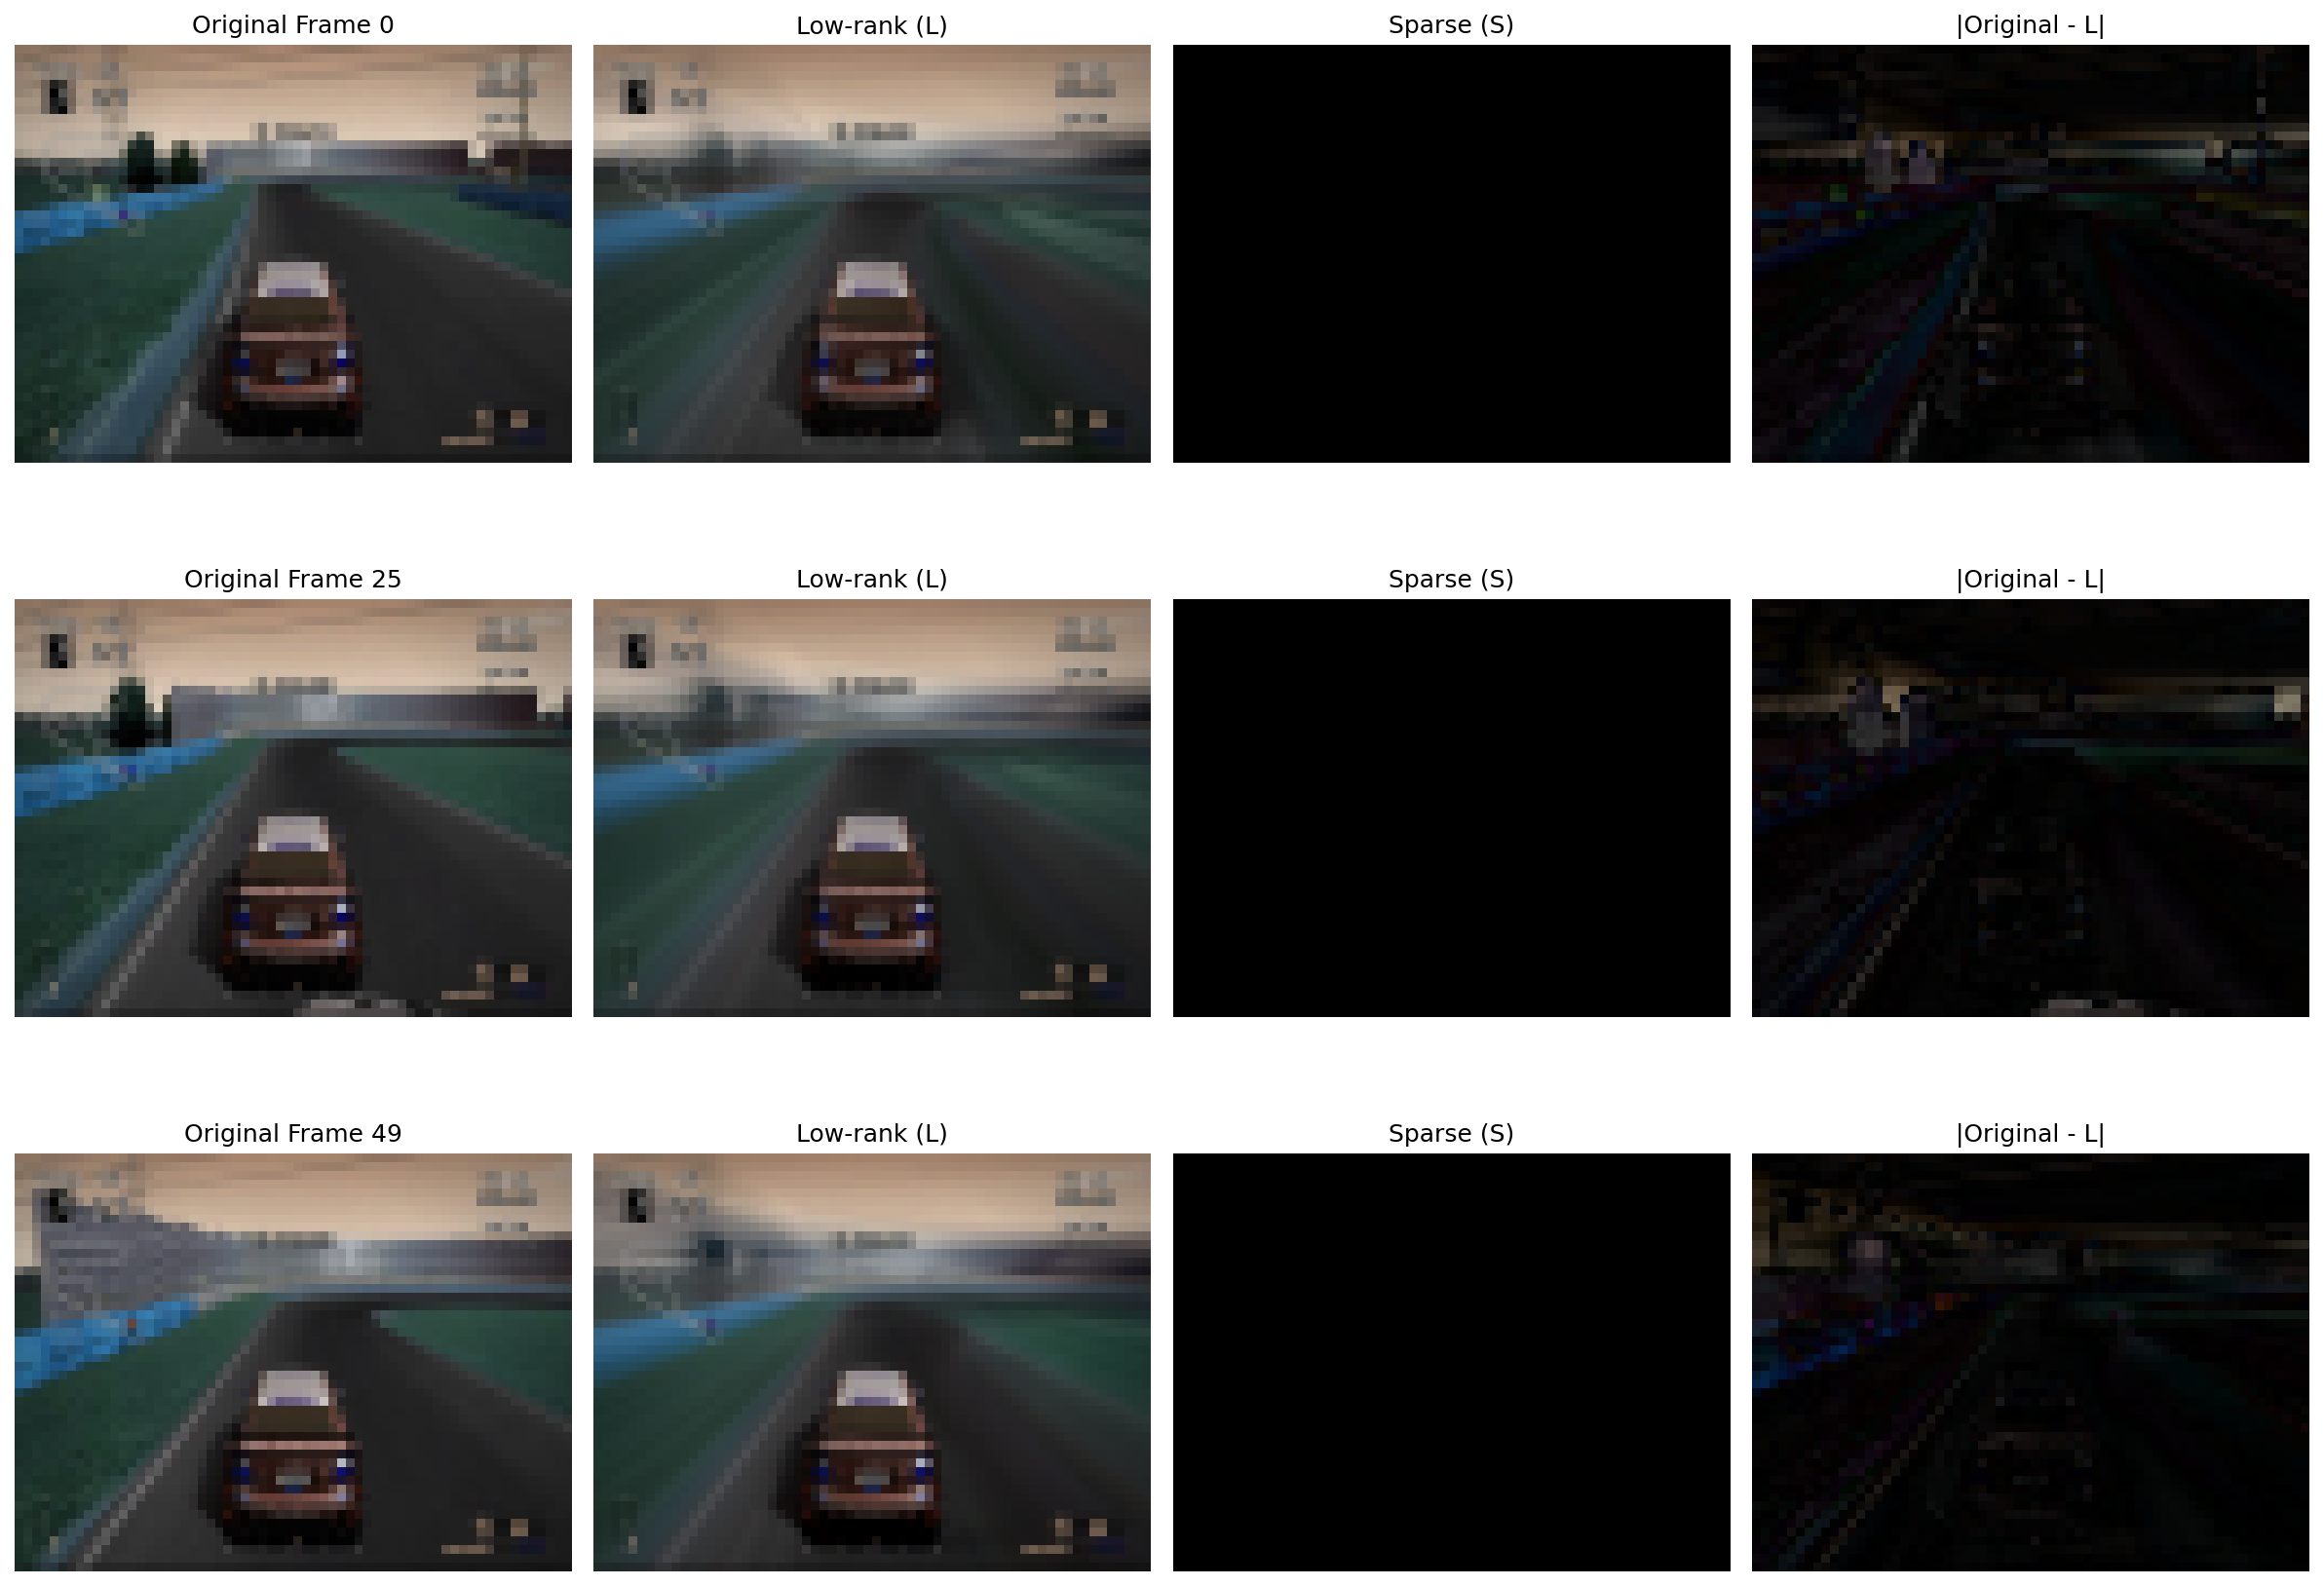 Original Frame 0
Low-rank (L)
Sparse (S)
|Original - L|
Original Frame 25
Low-rank (L)
Sparse (S)
|Original - L|
Original Frame 49
Low-rank (L)
Sparse (S)
|Original - L|